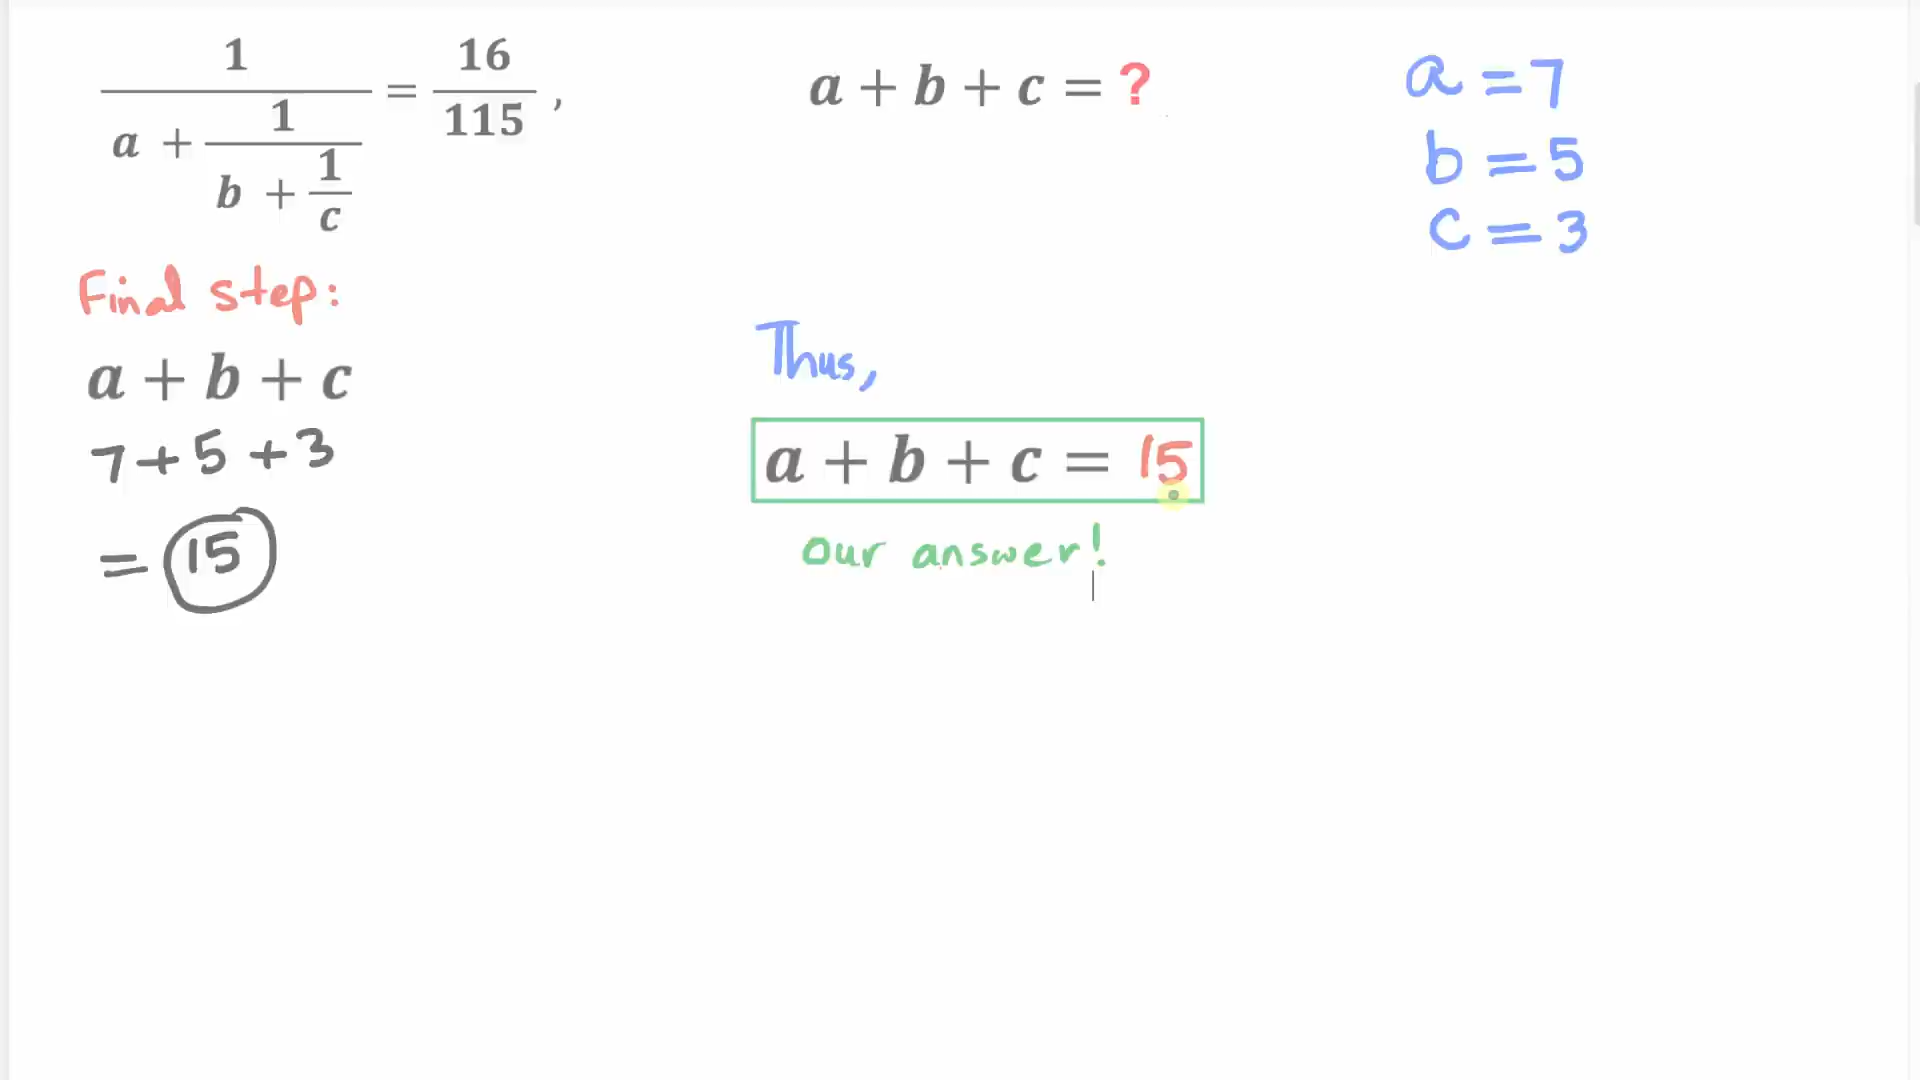 1 / (a + 1 / (b + 1/c)) = 16/115 ,
a + b + c = ?
a = 7
b = 5
c = 3
Final step:
a + b + c
7 + 5 + 3
= 15
Thus,
a + b + c = 15
our answer!